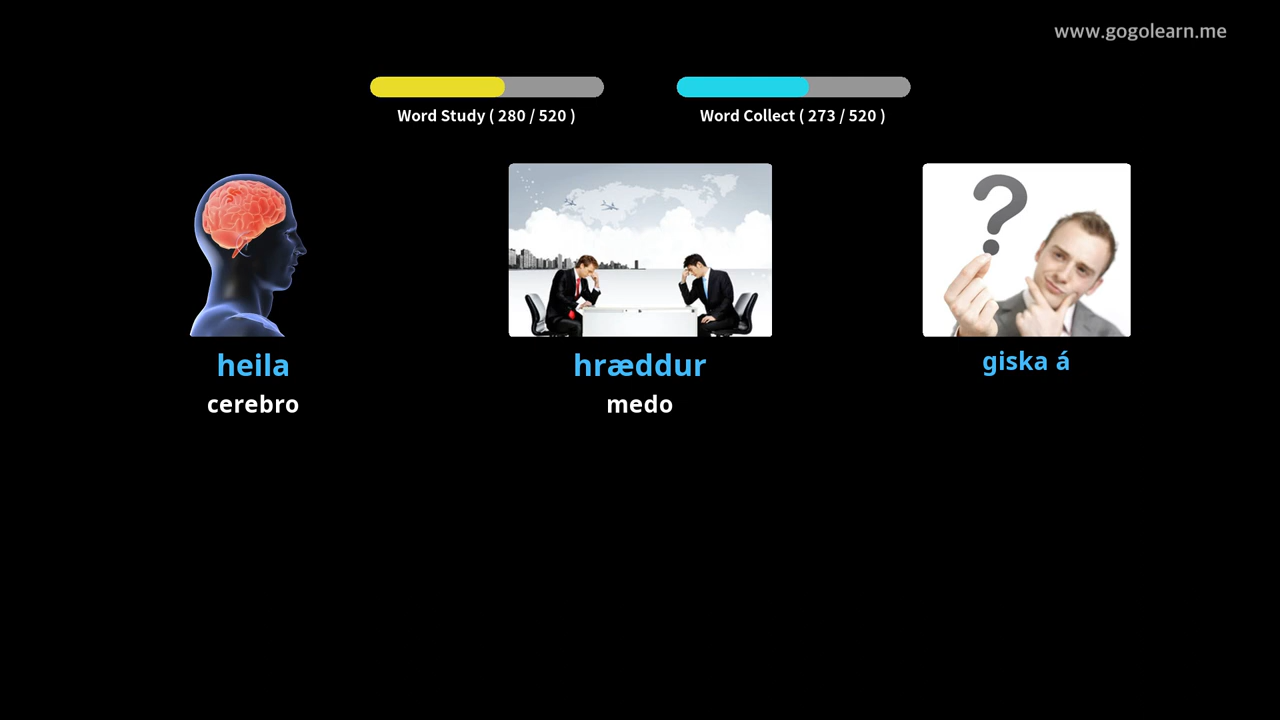 www.gogolearn.me
Word Study ( 280 / 520 )
Word Collect ( 273 / 520 )
heila
cerebro
hræddur
medo
giska á